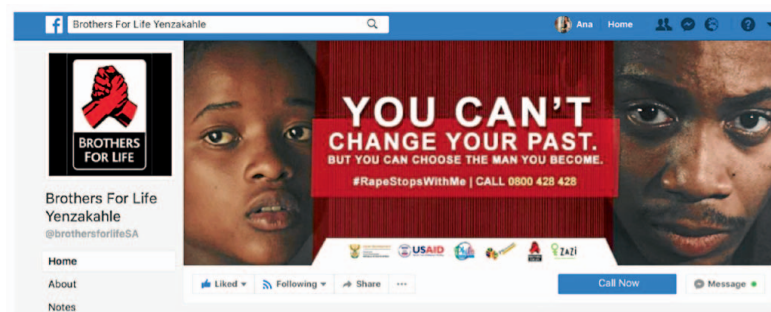 Brothers For Life Yenzakahle
Ana Home
BROTHERS
FOR LIFE
Brothers For Life
Yenzakahle
@brothersforlifeSA
Home
About
Notes
YOU CAN'T
CHANGE YOUR PAST.
BUT YOU CAN CHOOSE THE MAN YOU BECOME.
#RapeStopsWithMe | CALL 0800 428 428
USAID
ZAZi
Liked
Following
Share
Call Now
Message